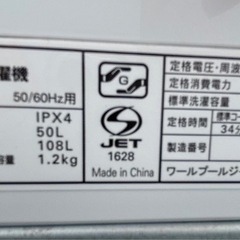 濯機
50/60Hz用
IPX4
50L
108L
容量 1.2kg
G
JET
1628
Made in China
定格電圧・周波
定格消費電力
標準洗濯容量
定格時間 標準コー
34分
製造番号
ワールプールジ